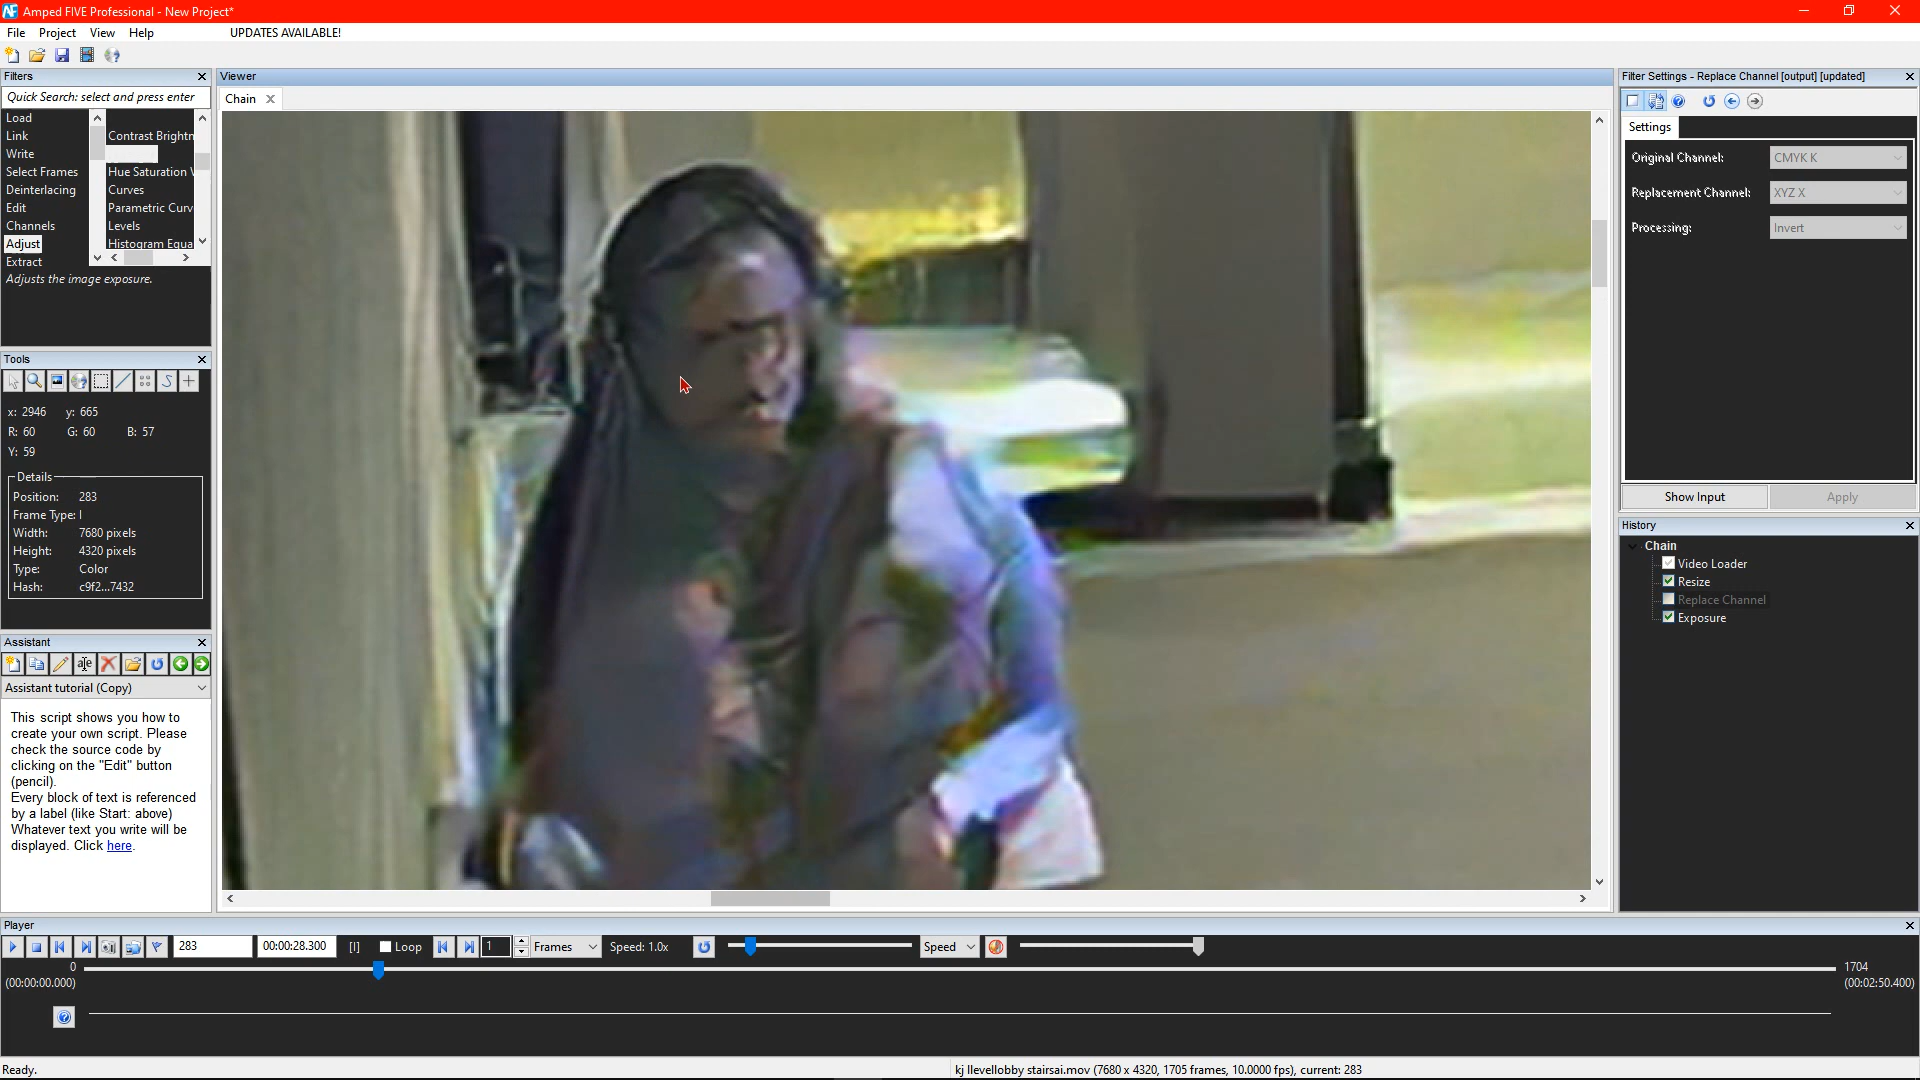 Amped FIVE Professional - New Project*
File Project View Help UPDATES AVAILABLE!
Filters
Quick Search: select and press enter
Load
Link
Write
Select Frames
Deinterlacing
Edit
Channels
Adjust
Extract
Contrast Brightn
Hue Saturation V
Curves
Parametric Curv
Levels
Histogram Equa
Adjusts the image exposure.
Tools
x: 2946 y: 665
R: 60 G: 60 B: 57
Y: 59
Details
Position: 283
Frame Type: I
Width: 7680 pixels
Height: 4320 pixels
Type: Color
Hash: c9f2...7432
Assistant
Assistant tutorial (Copy)
This script shows you how to
create your own script. Please
check the source code by
clicking on the "Edit" button
(pencil).
Every block of text is referenced
by a label (like Start: above)
Whatever text you write will be
displayed. Click here.
Viewer
Chain
Filter Settings - Replace Channel [output] [updated]
Settings
Original Channel: CMYK K
Replacement Channel: XYZ X
Processing: Invert
Show Input Apply
History
Chain
Video Loader
Resize
Replace Channel
Exposure
Player
283 00:00:28.300 [I] Loop 1 Frames Speed: 1.0x Speed
0 1704
(00:00:00.000) (00:02:50.400)
Ready. kj llevellobby stairsai.mov (7680 x 4320, 1705 frames, 10.0000 fps), current: 283